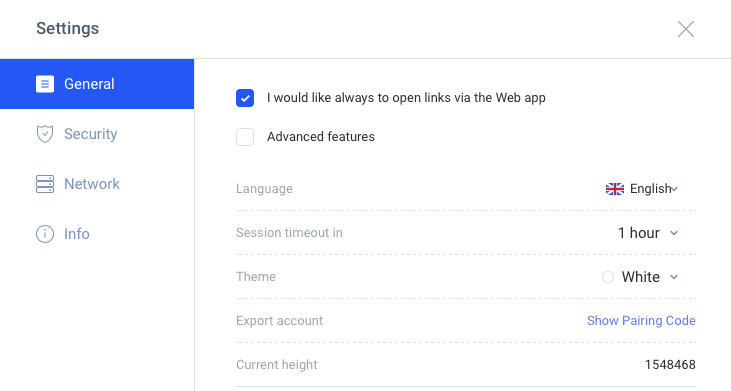 Settings
General
Security
Network
Info
I would like always to open links via the Web app
Advanced features
Language English
Session timeout in 1 hour
Theme White
Export account Show Pairing Code
Current height 1548468